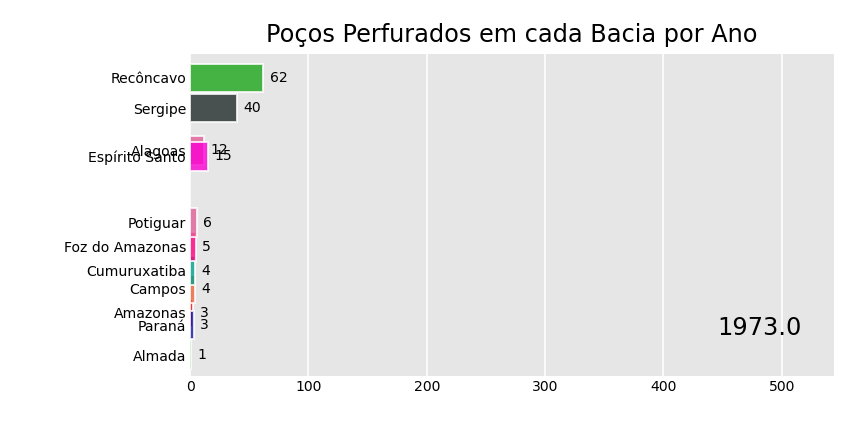 Poços Perfurados em cada Bacia por Ano
Recôncavo 62
Sergipe 40
Alagoas 12
Espírito Santo 15
Potiguar 6
Foz do Amazonas 5
Cumuruxatiba 4
Campos 4
Amazonas 3
Paraná 3
1973.0
Almada 1
0 100 200 300 400 500